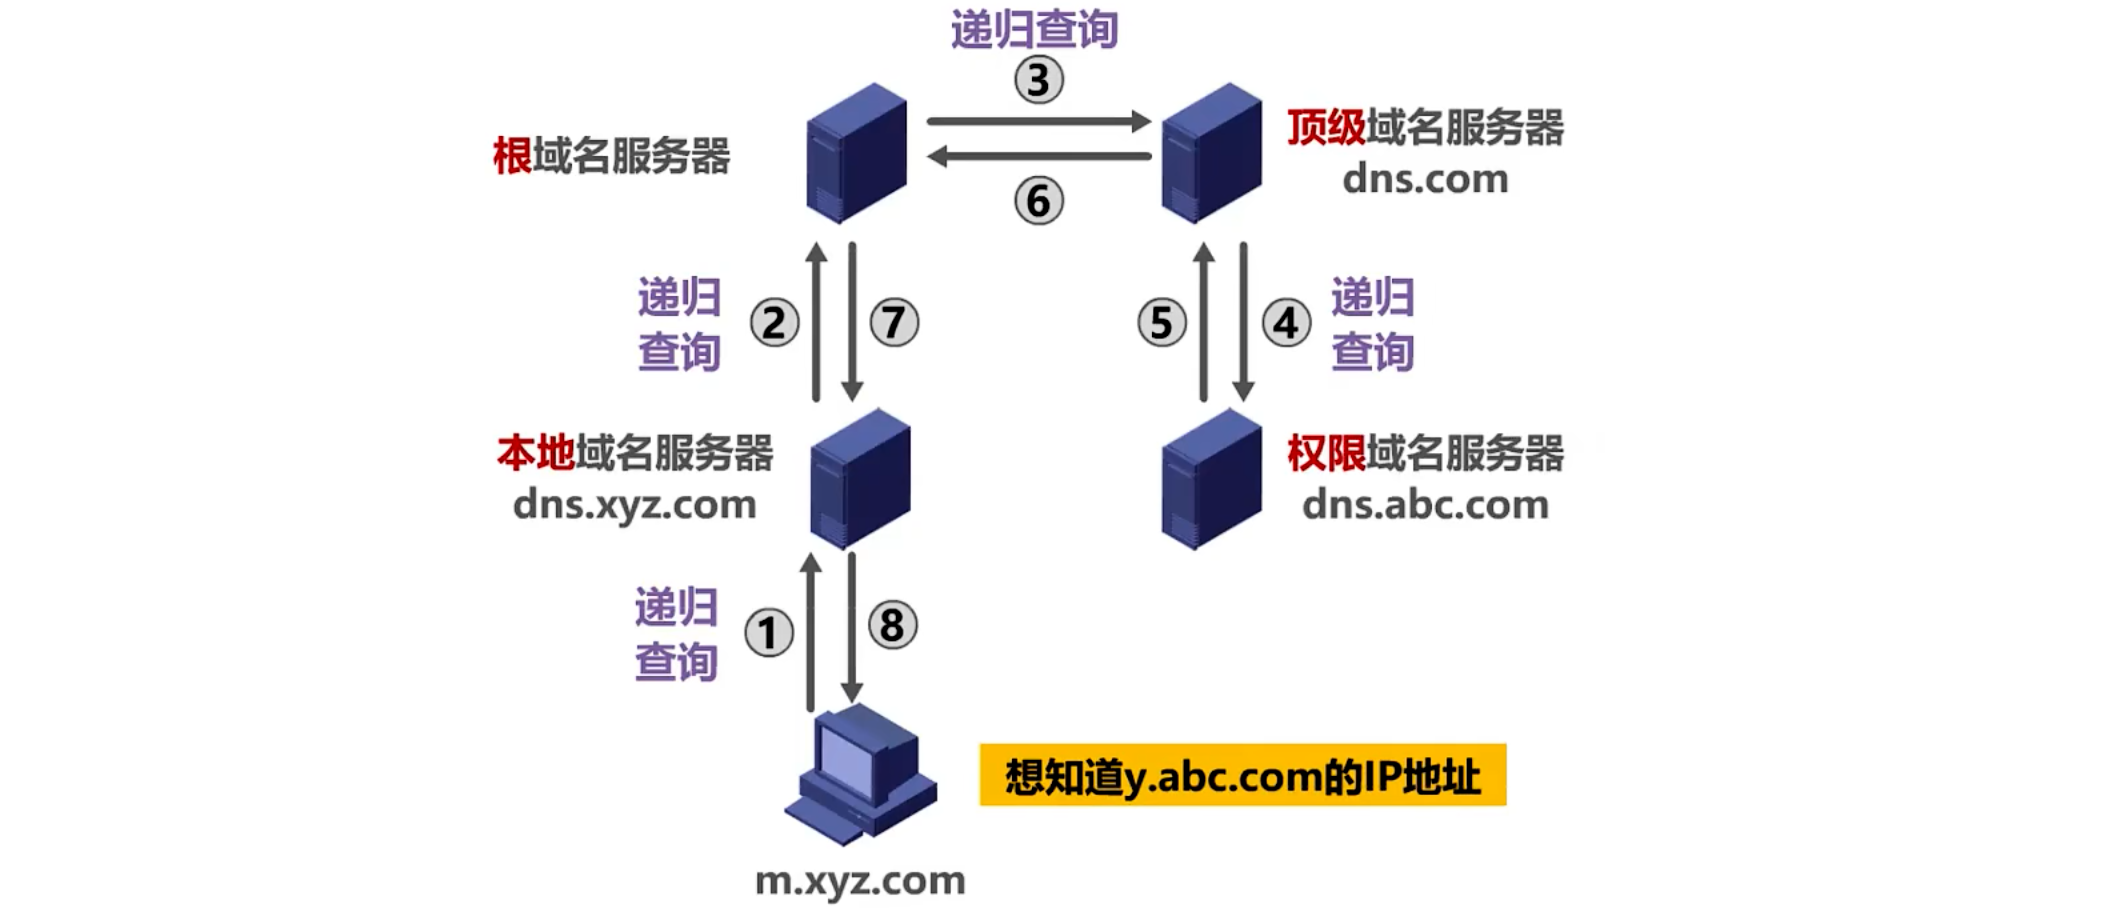 递归查询
③
根域名服务器
顶级域名服务器
dns.com
⑥
递归
查询
②
⑦
⑤
④
递归
查询
本地域名服务器
dns.xyz.com
权限域名服务器
dns.abc.com
递归
查询
①
⑧
想知道y.abc.com的IP地址
m.xyz.com